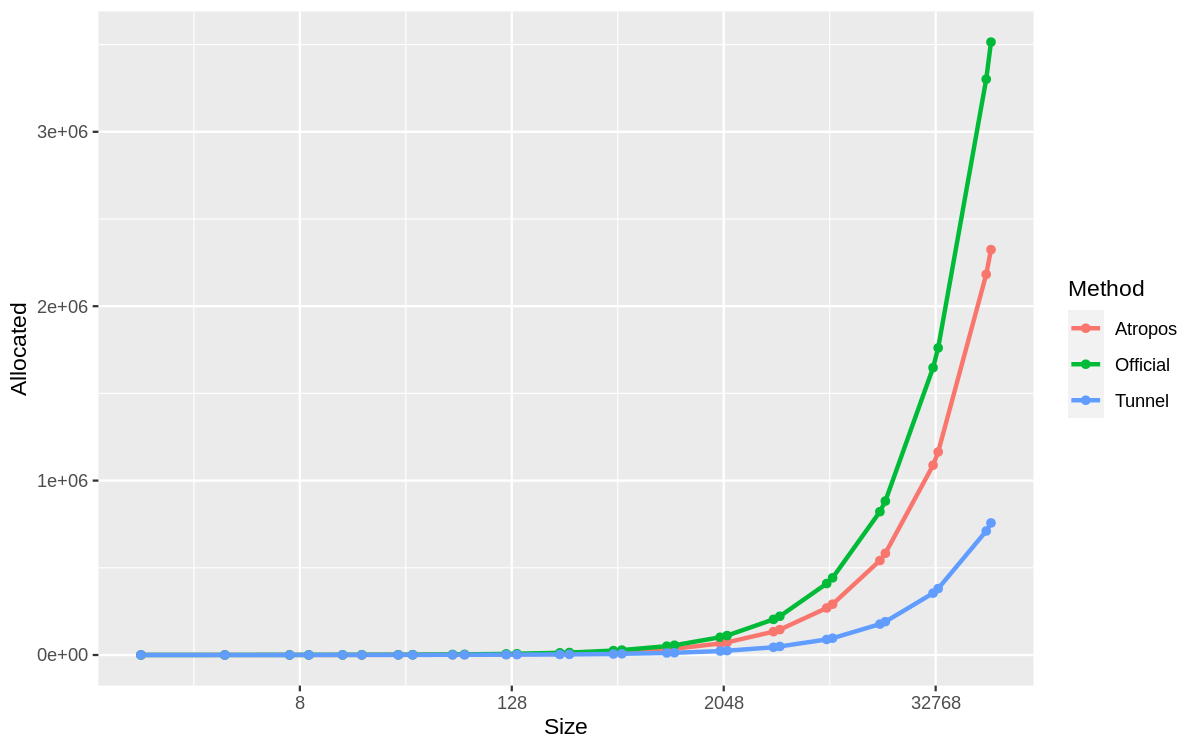 Allocated
3e+06
2e+06
1e+06
0e+00
8
128
2048
32768
Size
Method
Atropos
Official
Tunnel